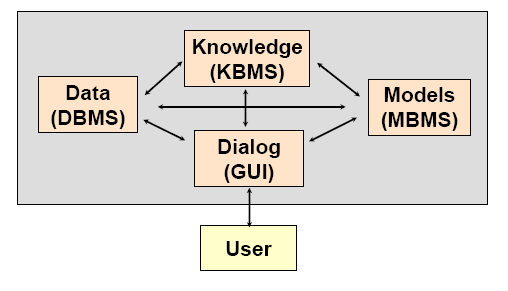 Knowledge
(KBMS)
Data
(DBMS)
Models
(MBMS)
Dialog
(GUI)
User